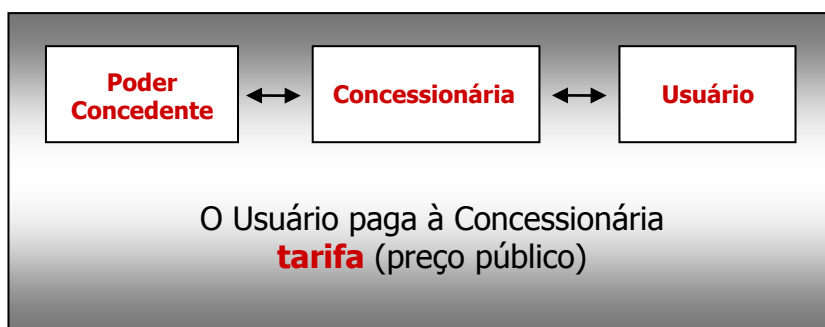 Poder
Concedente
Concessionária
Usuário
O Usuário paga à Concessionária
tarifa (preço público)